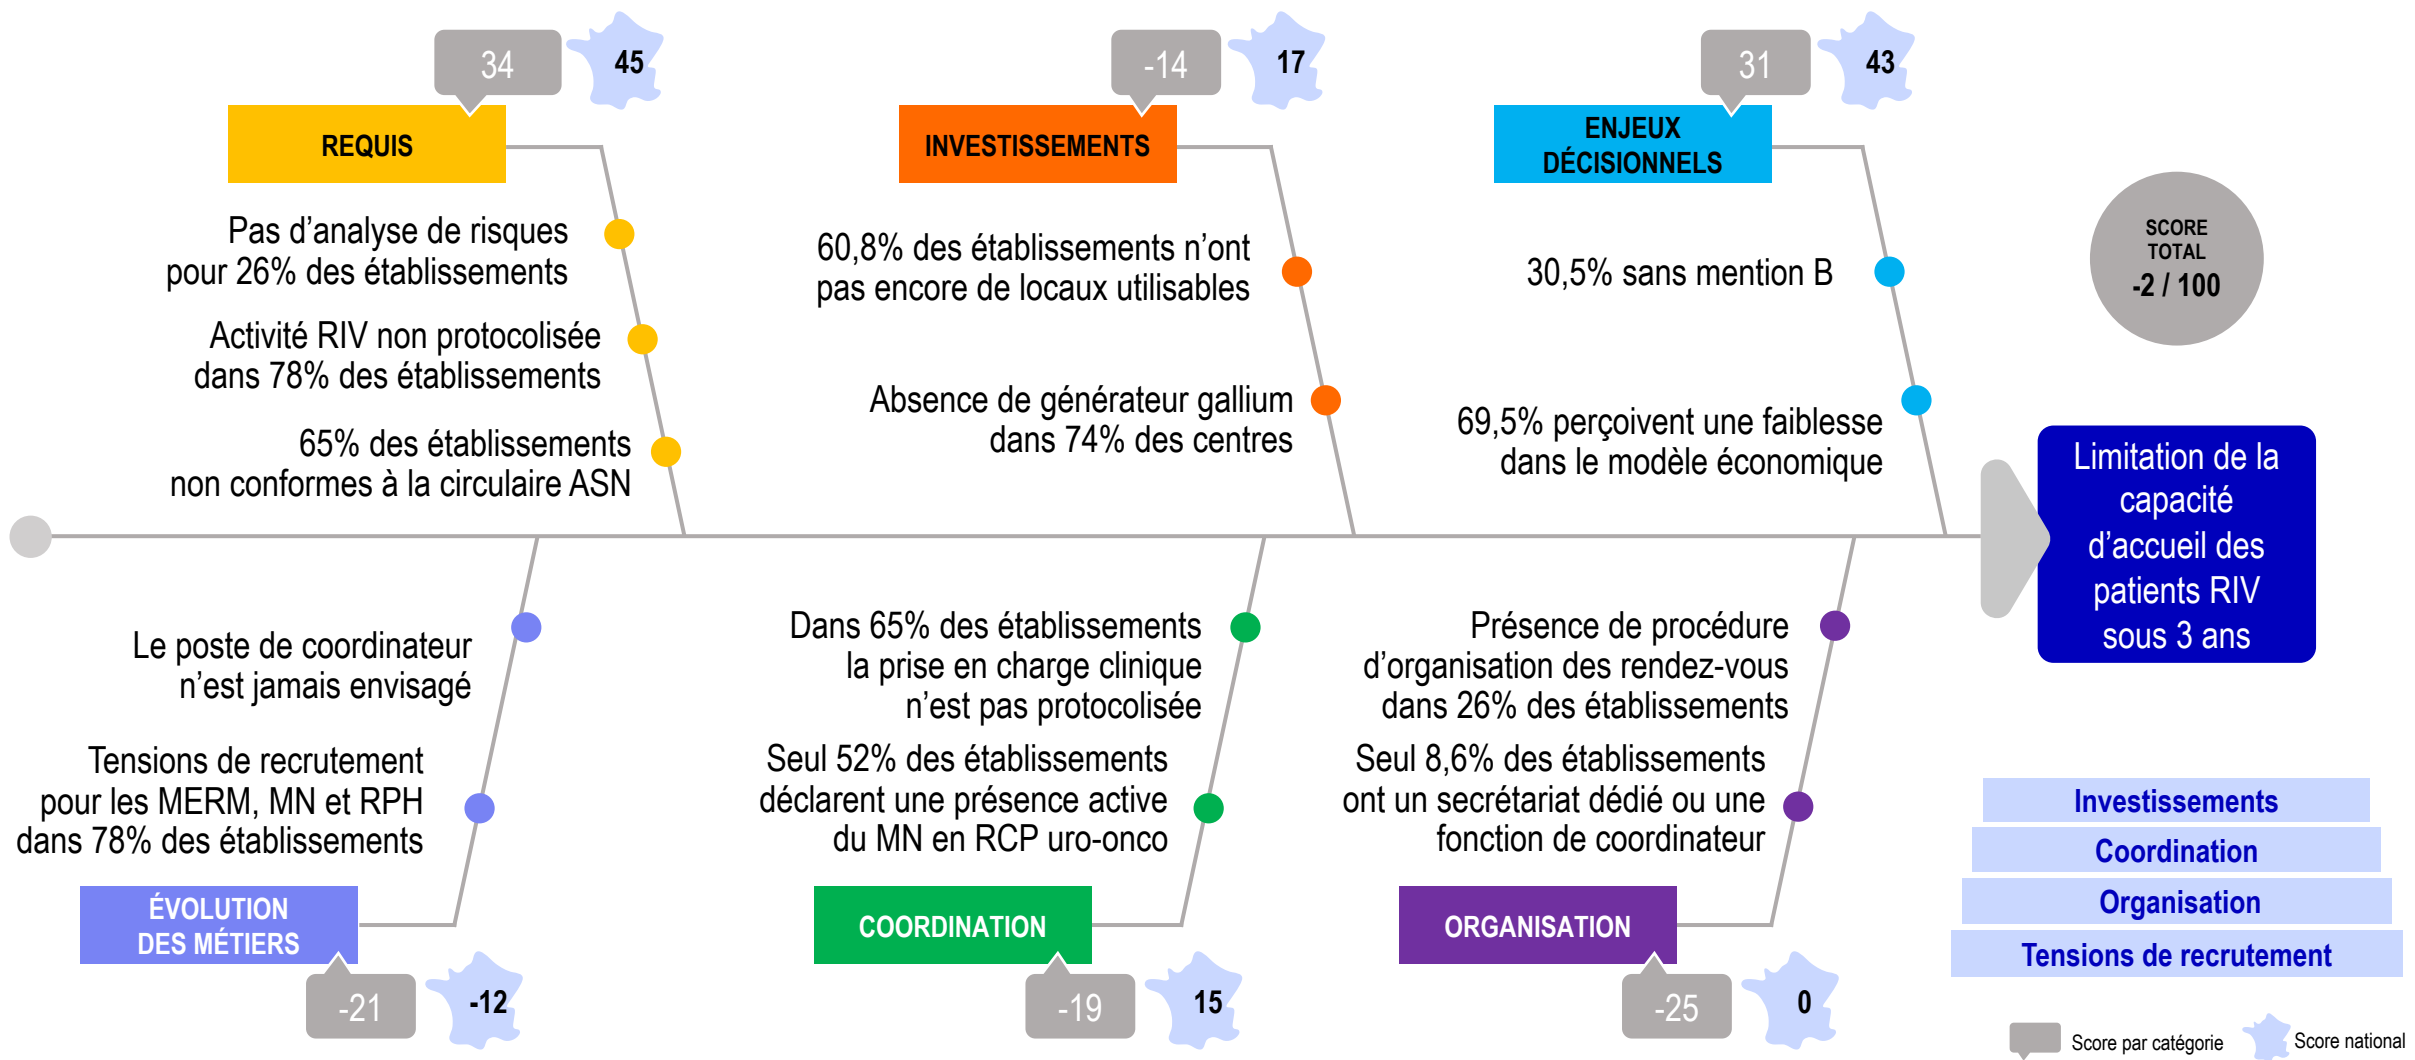 34
45
REQUIS
Pas d’analyse de risques
pour 26% des établissements
Activité RIV non protocolisée
dans 78% des établissements
65% des établissements
non conformes à la circulaire ASN
-14
17
INVESTISSEMENTS
60,8% des établissements n’ont
pas encore de locaux utilisables
Absence de générateur gallium
dans 74% des centres
31
43
ENJEUX
DÉCISIONNELS
30,5% sans mention B
69,5% perçoivent une faiblesse
dans le modèle économique
SCORE
TOTAL
-2 / 100
Limitation de la
capacité
d’accueil des
patients RIV
sous 3 ans
Le poste de coordinateur
n’est jamais envisagé
Tensions de recrutement
pour les MERM, MN et RPH
dans 78% des établissements
ÉVOLUTION
DES MÉTIERS
-21
-12
Dans 65% des établissements
la prise en charge clinique
n’est pas protocolisée
Seul 52% des établissements
déclarent une présence active
du MN en RCP uro-onco
COORDINATION
-19
15
Présence de procédure
d’organisation des rendez-vous
dans 26% des établissements
Seul 8,6% des établissements
ont un secrétariat dédié ou une
fonction de coordinateur
ORGANISATION
-25
0
Investissements
Coordination
Organisation
Tensions de recrutement
Score par catégorie
Score national